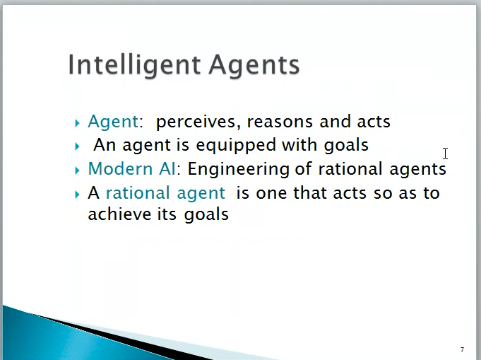 Intelligent Agents
Agent: perceives, reasons and acts
An agent is equipped with goals
Modern AI: Engineering of rational agents
A rational agent is one that acts so as to
achieve its goals
7